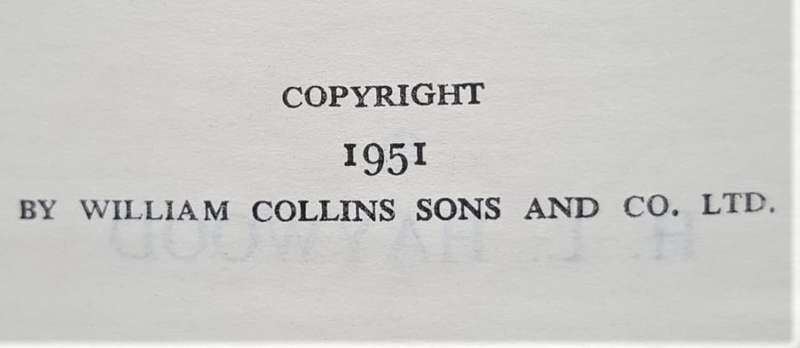 COPYRIGHT
1951
BY WILLIAM COLLINS SONS AND CO. LTD.